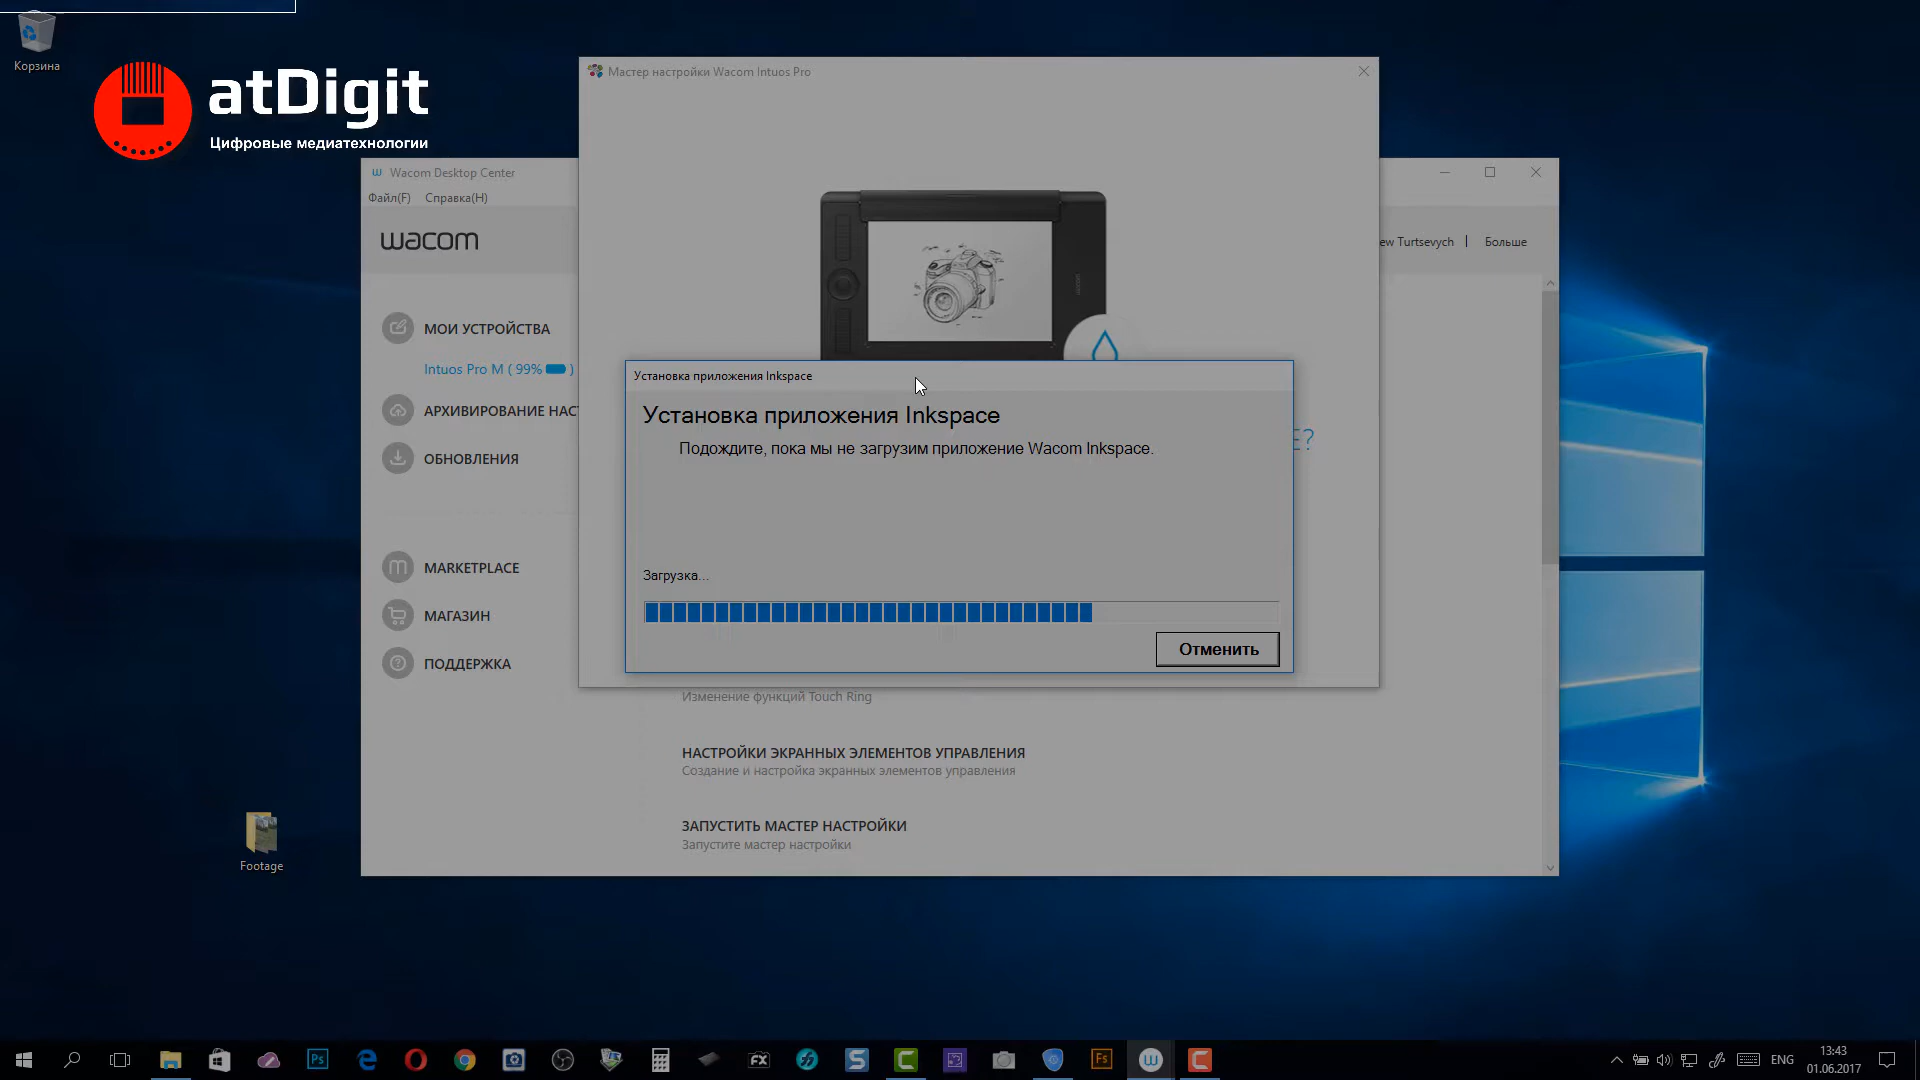 Корзина
atDigit
Цифровые медиатехнологии
Мастер настройки Wacom Intuos Pro
Wacom Desktop Center
Файл(F) Справка(H)
wacom
ew Turtsevych | Больше
МОИ УСТРОЙСТВА
Intuos Pro M ( 99% )
АРХИВИРОВАНИЕ НАС
ОБНОВЛЕНИЯ
MARKETPLACE
МАГАЗИН
ПОДДЕРЖКА
Установка приложения Inkspace
Установка приложения Inkspace
Подождите, пока мы не загрузим приложение Wacom Inkspace.
E?
Загрузка...
Отменить
Изменение функций Touch Ring
НАСТРОЙКИ ЭКРАННЫХ ЭЛЕМЕНТОВ УПРАВЛЕНИЯ
Создание и настройка экранных элементов управления
ЗАПУСТИТЬ МАСТЕР НАСТРОЙКИ
Запустите мастер настройки
Footage
Ps
FX
S
C
Fs
W
C
ENG
13:43
01.06.2017